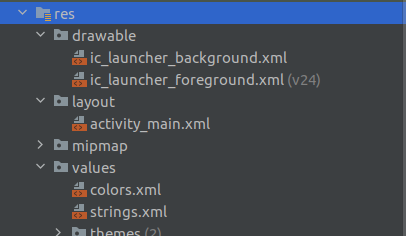 res
drawable
ic_launcher_background.xml
ic_launcher_foreground.xml (v24)
layout
activity_main.xml
mipmap
values
colors.xml
strings.xml
themes (2)